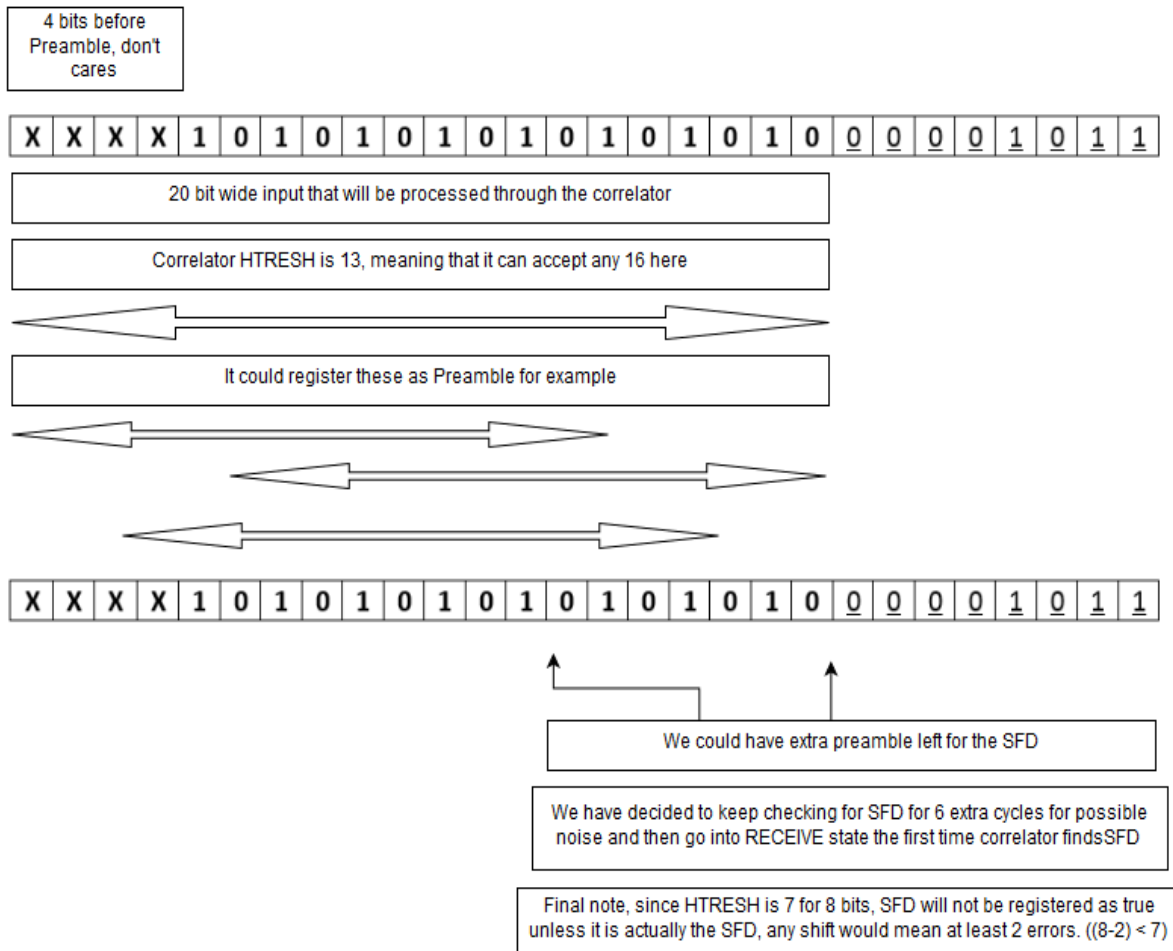 4 bits before
Preamble, don't
cares
X X X X 1 0 1 0 1 0 1 0 1 0 1 0 1 0 1 0 0 0 0 0 1 0 1 1
20 bit wide input that will be processed through the correlator
Correlator HTRESH is 13, meaning that it can accept any 16 here
It could register these as Preamble for example
X X X X 1 0 1 0 1 0 1 0 1 0 1 0 1 0 1 0 0 0 0 0 1 0 1 1
We could have extra preamble left for the SFD
We have decided to keep checking for SFD for 6 extra cycles for possible
noise and then go into RECEIVE state the first time correlator findsSFD
Final note, since HTRESH is 7 for 8 bits, SFD will not be registered as true
unless it is actually the SFD, any shift would mean at least 2 errors. ((8-2) < 7)